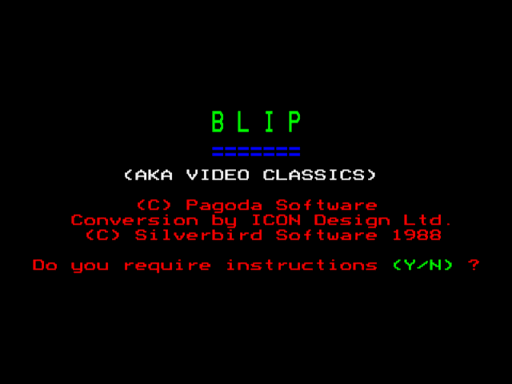 B L I P
=======
(AKA VIDEO CLASSICS)
(C) Pagoda Software
Conversion by ICON Design Ltd.
(C) Silverbird Software 1988
Do you require instructions (Y/N) ?